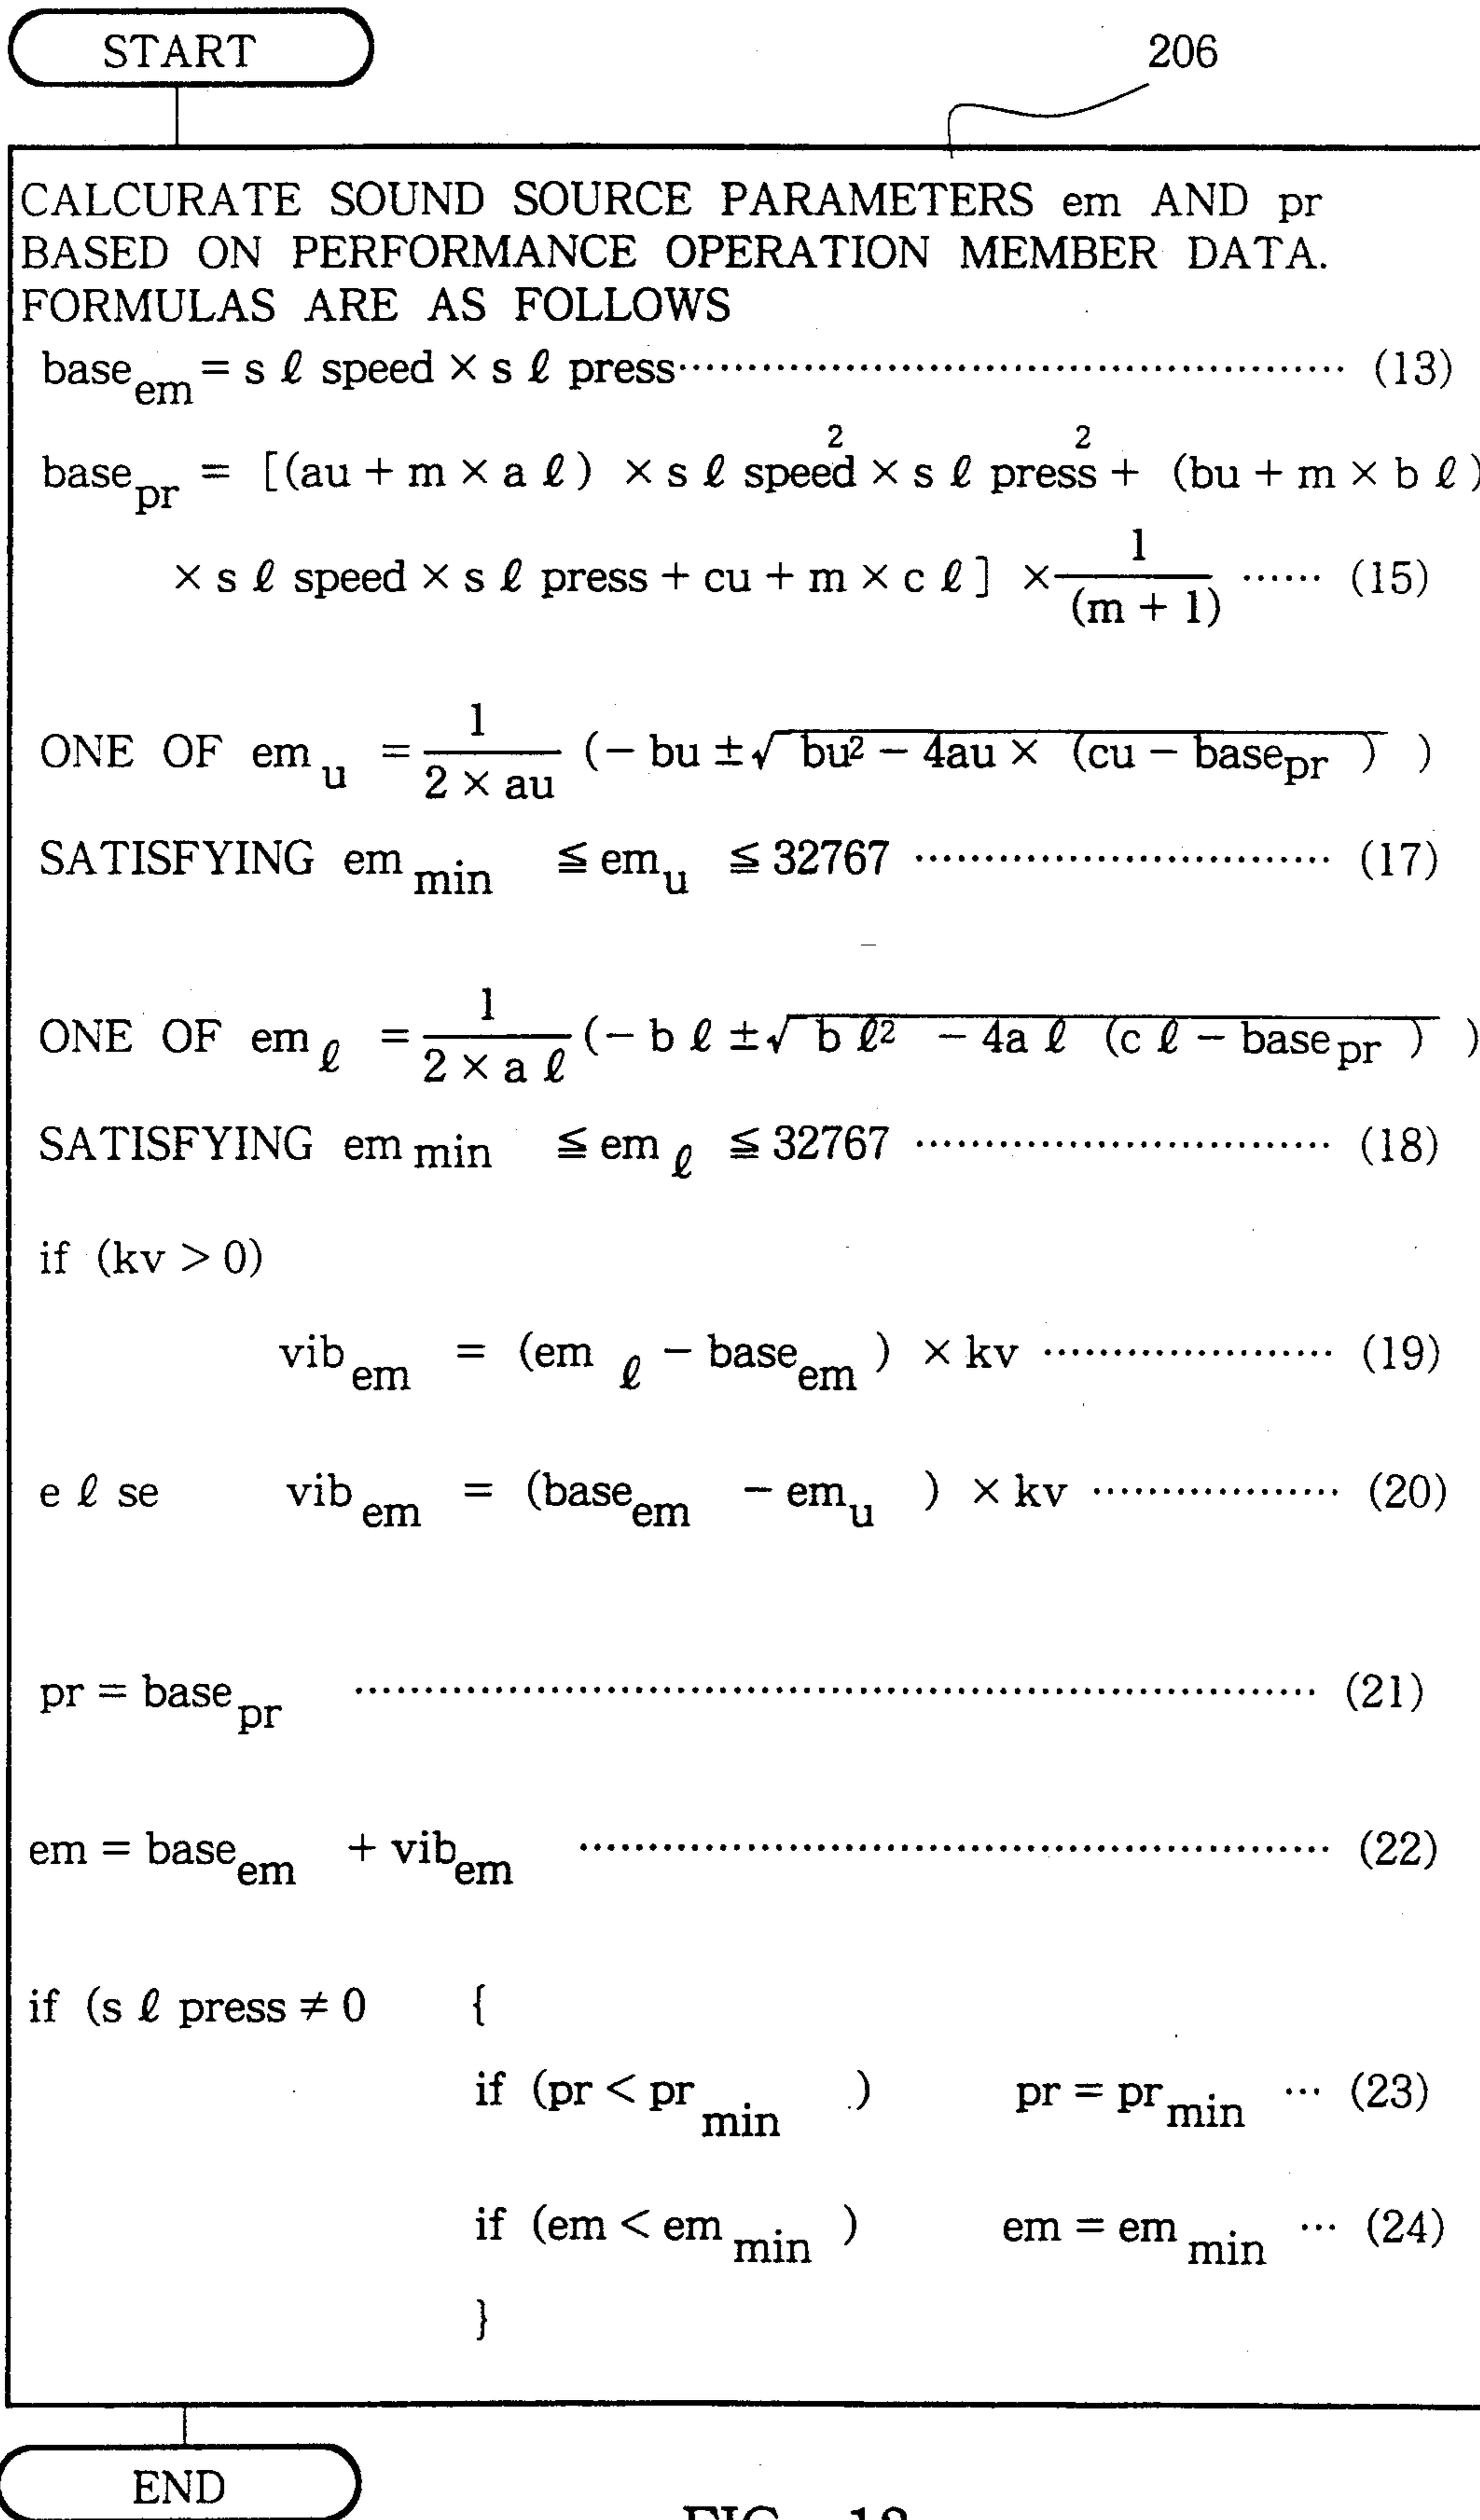 START
206
CALCURATE SOUND SOURCE PARAMETERS em AND pr
BASED ON PERFORMANCE OPERATION MEMBER DATA.
FORMULAS ARE AS FOLLOWS
base_em = s ℓ speed × s ℓ press ⋯⋯⋯⋯⋯⋯⋯⋯⋯⋯ (13)
base_pr = [(au + m × a ℓ) × s ℓ speed² × s ℓ press² + (bu + m × b ℓ)
× s ℓ speed × s ℓ press + cu + m × c ℓ] × 1/(m + 1) ⋯⋯ (15)
ONE OF em_u = 1/(2 × au) (− bu ± √(bu² − 4au × (cu − base_pr)))
SATISFYING em_min ≦ em_u ≦ 32767 ⋯⋯⋯⋯⋯⋯ (17)
ONE OF em_ℓ = 1/(2 × a ℓ) (− b ℓ ± √(b ℓ² − 4a ℓ (c ℓ − base_pr)))
SATISFYING em_min ≦ em_ℓ ≦ 32767 ⋯⋯⋯⋯⋯⋯ (18)
if (kv > 0)
vib_em = (em_ℓ − base_em) × kv ⋯⋯⋯⋯ (19)
e ℓ se vib_em = (base_em − em_u) × kv ⋯⋯⋯⋯ (20)
pr = base_pr ⋯⋯⋯⋯⋯⋯⋯⋯⋯⋯⋯⋯ (21)
em = base_em + vib_em ⋯⋯⋯⋯⋯⋯⋯⋯⋯ (22)
if (s ℓ press ≠ 0 {
if (pr < pr_min) pr = pr_min ⋯ (23)
if (em < em_min) em = em_min ⋯ (24)
}
END